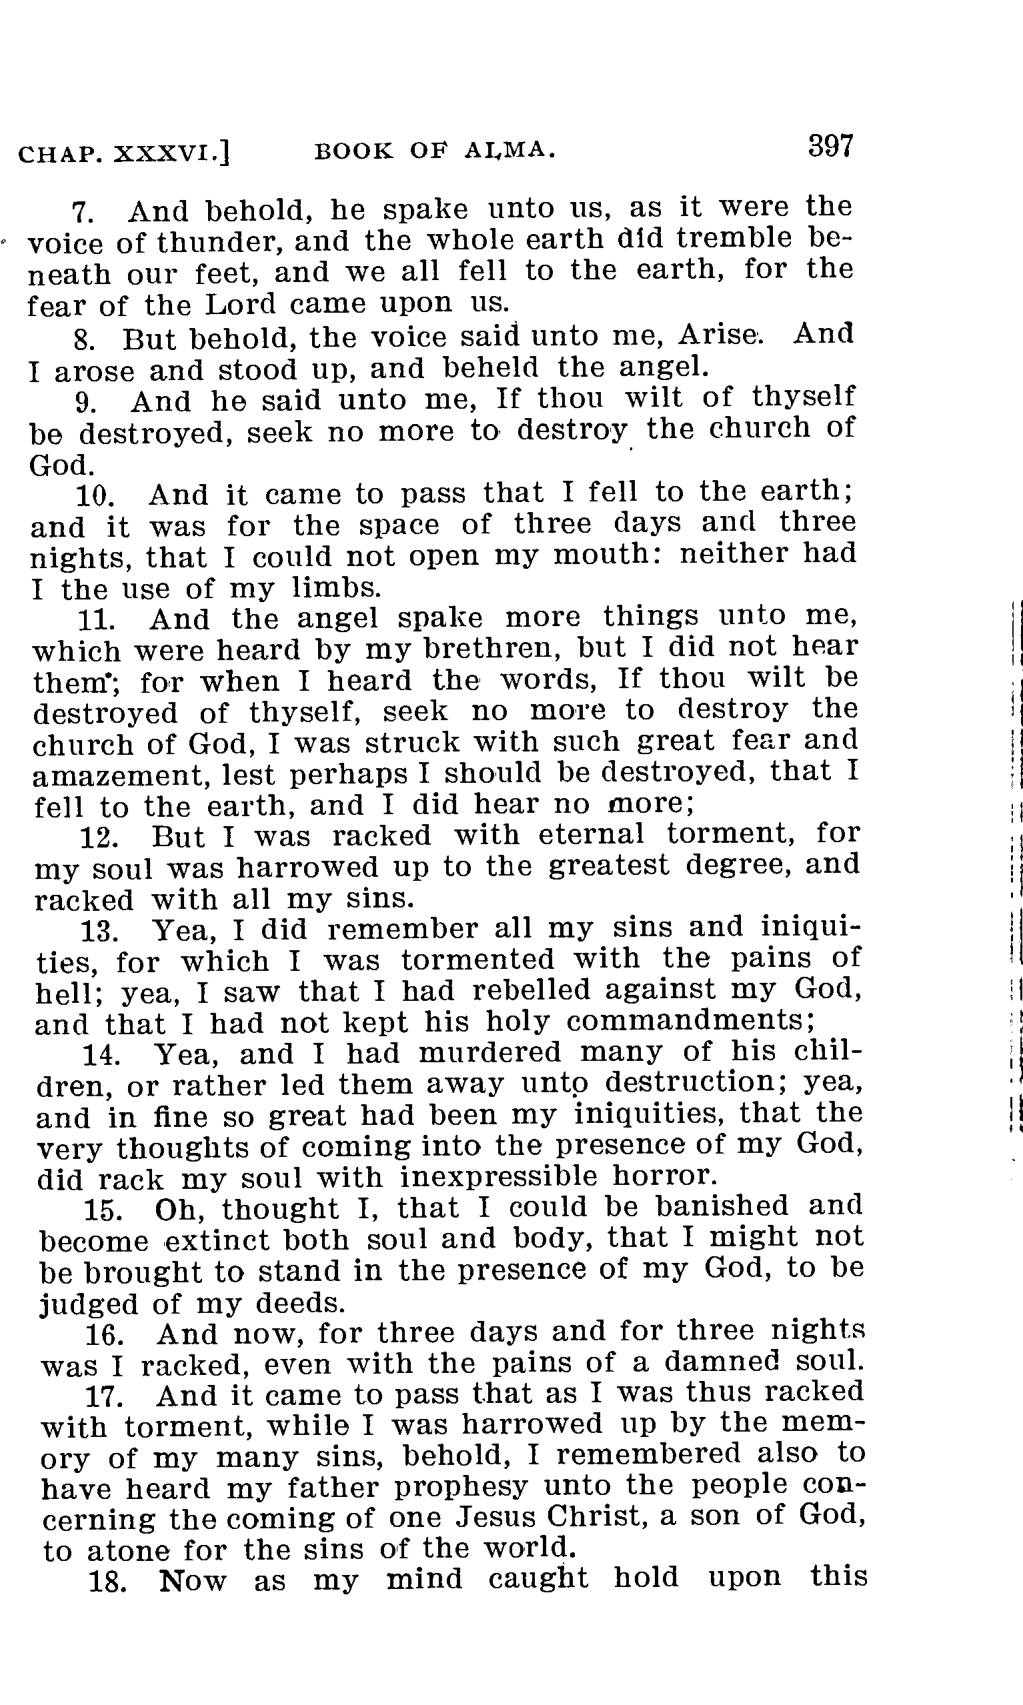 CHAP. XXXVI.] BOOK OF ALMA. 397
7. And behold, he spake unto us, as it were the
voice of thunder, and the whole earth did tremble be-
neath our feet, and we all fell to the earth, for the
fear of the Lord came upon us.
8. But behold, the voice said unto me, Arise. And
I arose and stood up, and beheld the angel.
9. And he said unto me, If thou wilt of thyself
be destroyed, seek no more to destroy the church of
God.
10. And it came to pass that I fell to the earth;
and it was for the space of three days and three
nights, that I could not open my mouth: neither had
I the use of my limbs.
11. And the angel spake more things unto me,
which were heard by my brethren, but I did not hear
them; for when I heard the words, If thou wilt be
destroyed of thyself, seek no more to destroy the
church of God, I was struck with such great fear and
amazement, lest perhaps I should be destroyed, that I
fell to the earth, and I did hear no more;
12. But I was racked with eternal torment, for
my soul was harrowed up to the greatest degree, and
racked with all my sins.
13. Yea, I did remember all my sins and iniqui-
ties, for which I was tormented with the pains of
hell; yea, I saw that I had rebelled against my God,
and that I had not kept his holy commandments;
14. Yea, and I had murdered many of his chil-
dren, or rather led them away unto destruction; yea,
and in fine so great had been my iniquities, that the
very thoughts of coming into the presence of my God,
did rack my soul with inexpressible horror.
15. Oh, thought I, that I could be banished and
become extinct both soul and body, that I might not
be brought to stand in the presence of my God, to be
judged of my deeds.
16. And now, for three days and for three nights
was I racked, even with the pains of a damned soul.
17. And it came to pass that as I was thus racked
with torment, while I was harrowed up by the mem-
ory of my many sins, behold, I remembered also to
have heard my father prophesy unto the people con-
cerning the coming of one Jesus Christ, a son of God,
to atone for the sins of the world.
18. Now as my mind caught hold upon this